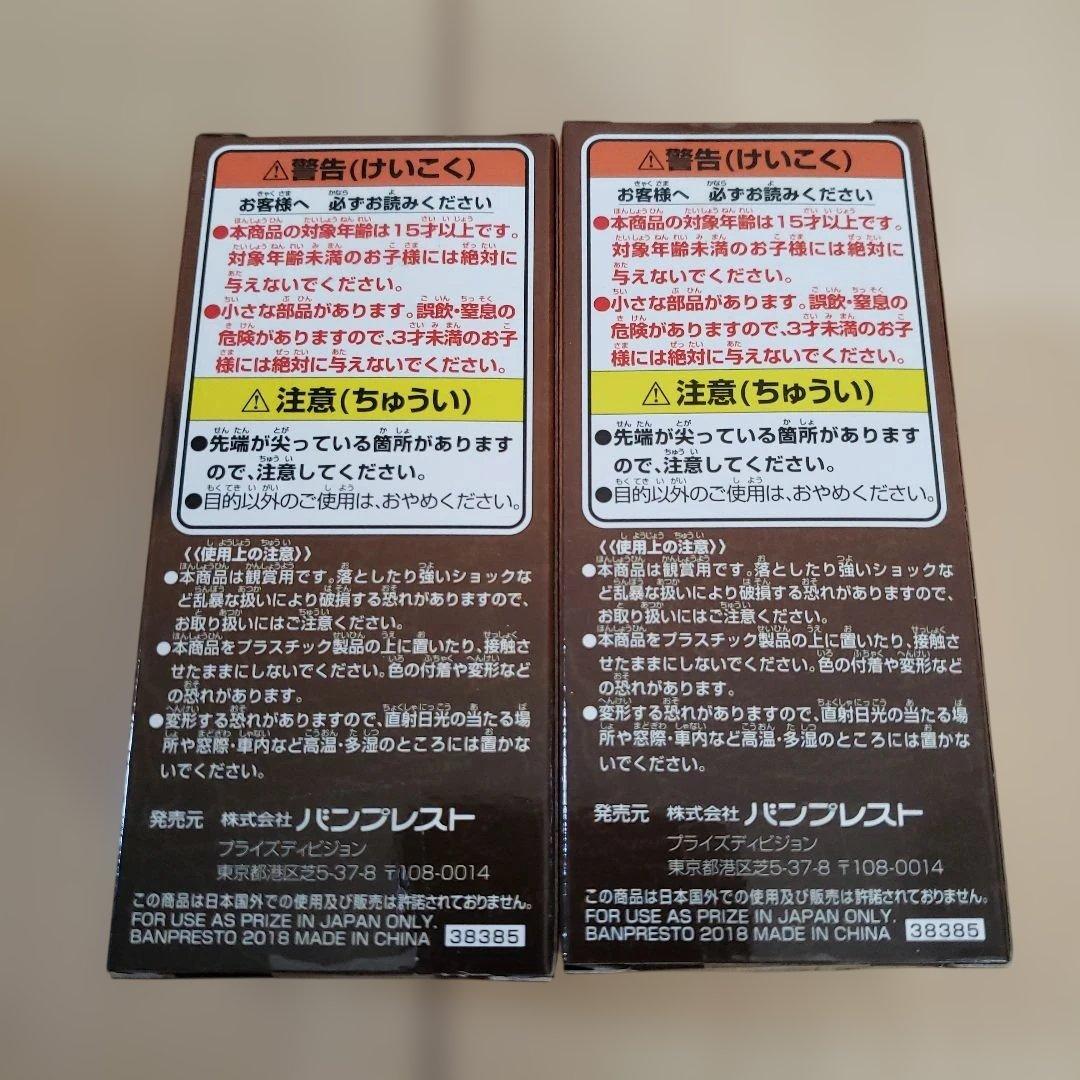 ⚠警告(けいこく)
お客様へ 必ずお読みください
●本商品の対象年齢は15才以上です。
対象年齢未満のお子様には絶対に
与えないでください。
●小さな部品があります。誤飲・窒息の
危険がありますので、3才未満のお子
様には絶対に与えないでください。
⚠注意(ちゅうい)
●先端が尖っている箇所があります
ので、注意してください。
●目的以外のご使用は、おやめください。
《使用上の注意》
●本商品は観賞用です。落としたり強いショックな
ど乱暴な扱いにより破損する恐れがありますので、
お取り扱いにはご注意ください。
●本商品をプラスチック製品の上に置いたり、接触さ
せたままにしないでください。色の付着や変形など
の恐れがあります。
●変形する恐れがありますので、直射日光の当たる場
所や窓際・車内など高温・多湿のところには置かな
いでください。
発売元 株式会社バンプレスト
プライズディビジョン
東京都港区芝5-37-8 〒108-0014
この商品は日本国外での使用及び販売は許諾されておりません。
FOR USE AS PRIZE IN JAPAN ONLY.
BANPRESTO 2018 MADE IN CHINA 38385
⚠警告(けいこく)
お客様へ 必ずお読みください
●本商品の対象年齢は15才以上です。
対象年齢未満のお子様には絶対に
与えないでください。
●小さな部品があります。誤飲・窒息の
危険がありますので、3才未満のお子
様には絶対に与えないでください。
⚠注意(ちゅうい)
●先端が尖っている箇所があります
ので、注意してください。
●目的以外のご使用は、おやめください。
《使用上の注意》
●本商品は観賞用です。落としたり強いショックな
ど乱暴な扱いにより破損する恐れがありますので、
お取り扱いにはご注意ください。
●本商品をプラスチック製品の上に置いたり、接触さ
せたままにしないでください。色の付着や変形など
の恐れがあります。
●変形する恐れがありますので、直射日光の当たる場
所や窓際・車内など高温・多湿のところには置かな
いでください。
発売元 株式会社バンプレスト
プライズディビジョン
東京都港区芝5-37-8 〒108-0014
この商品は日本国外での使用及び販売は許諾されておりません。
FOR USE AS PRIZE IN JAPAN ONLY.
BANPRESTO 2018 MADE IN CHINA 38385